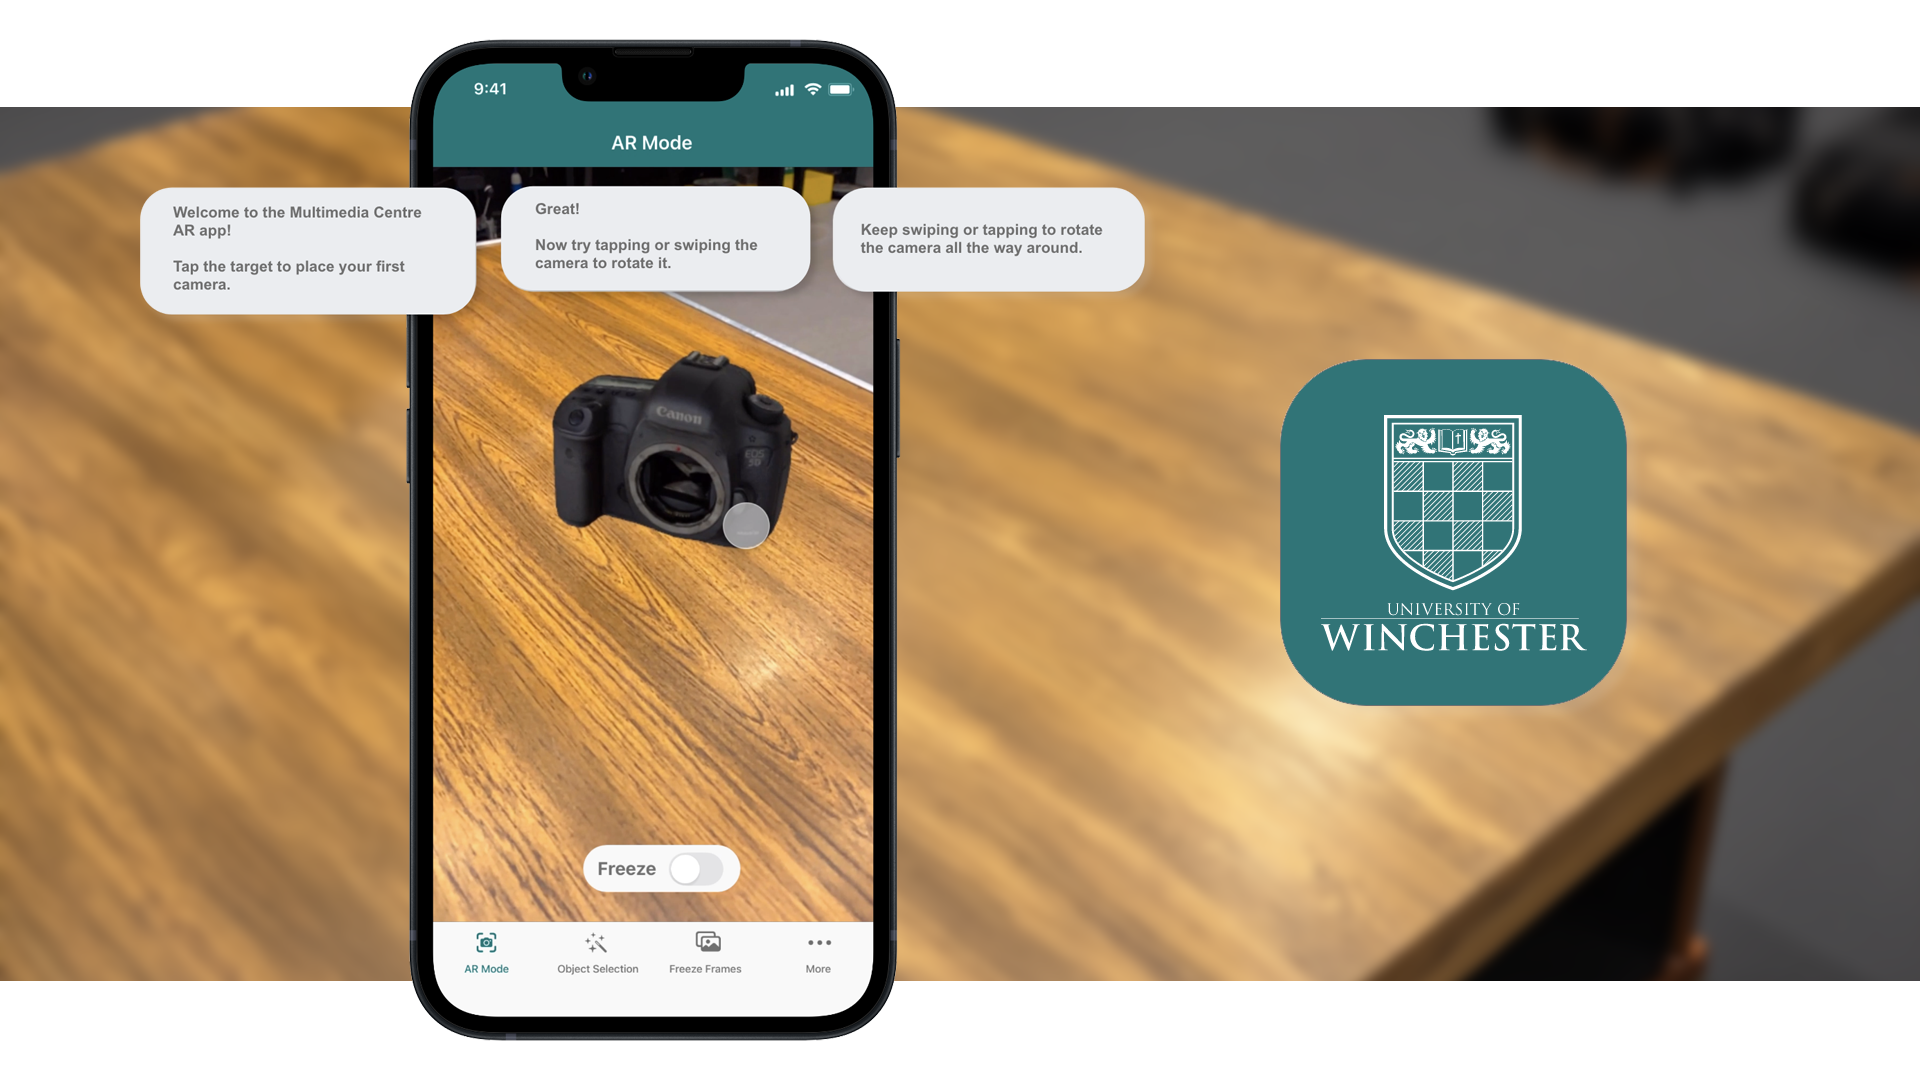 9:41
AR Mode
Welcome to the Multimedia Centre
AR app!
Tap the target to place your first
camera.
Great!
Now try tapping or swiping the
camera to rotate it.
Keep swiping or tapping to rotate
the camera all the way around.
Canon
EOS
5D
UNIVERSITY OF
WINCHESTER
Freeze
AR Mode
Object Selection
Freeze Frames
More